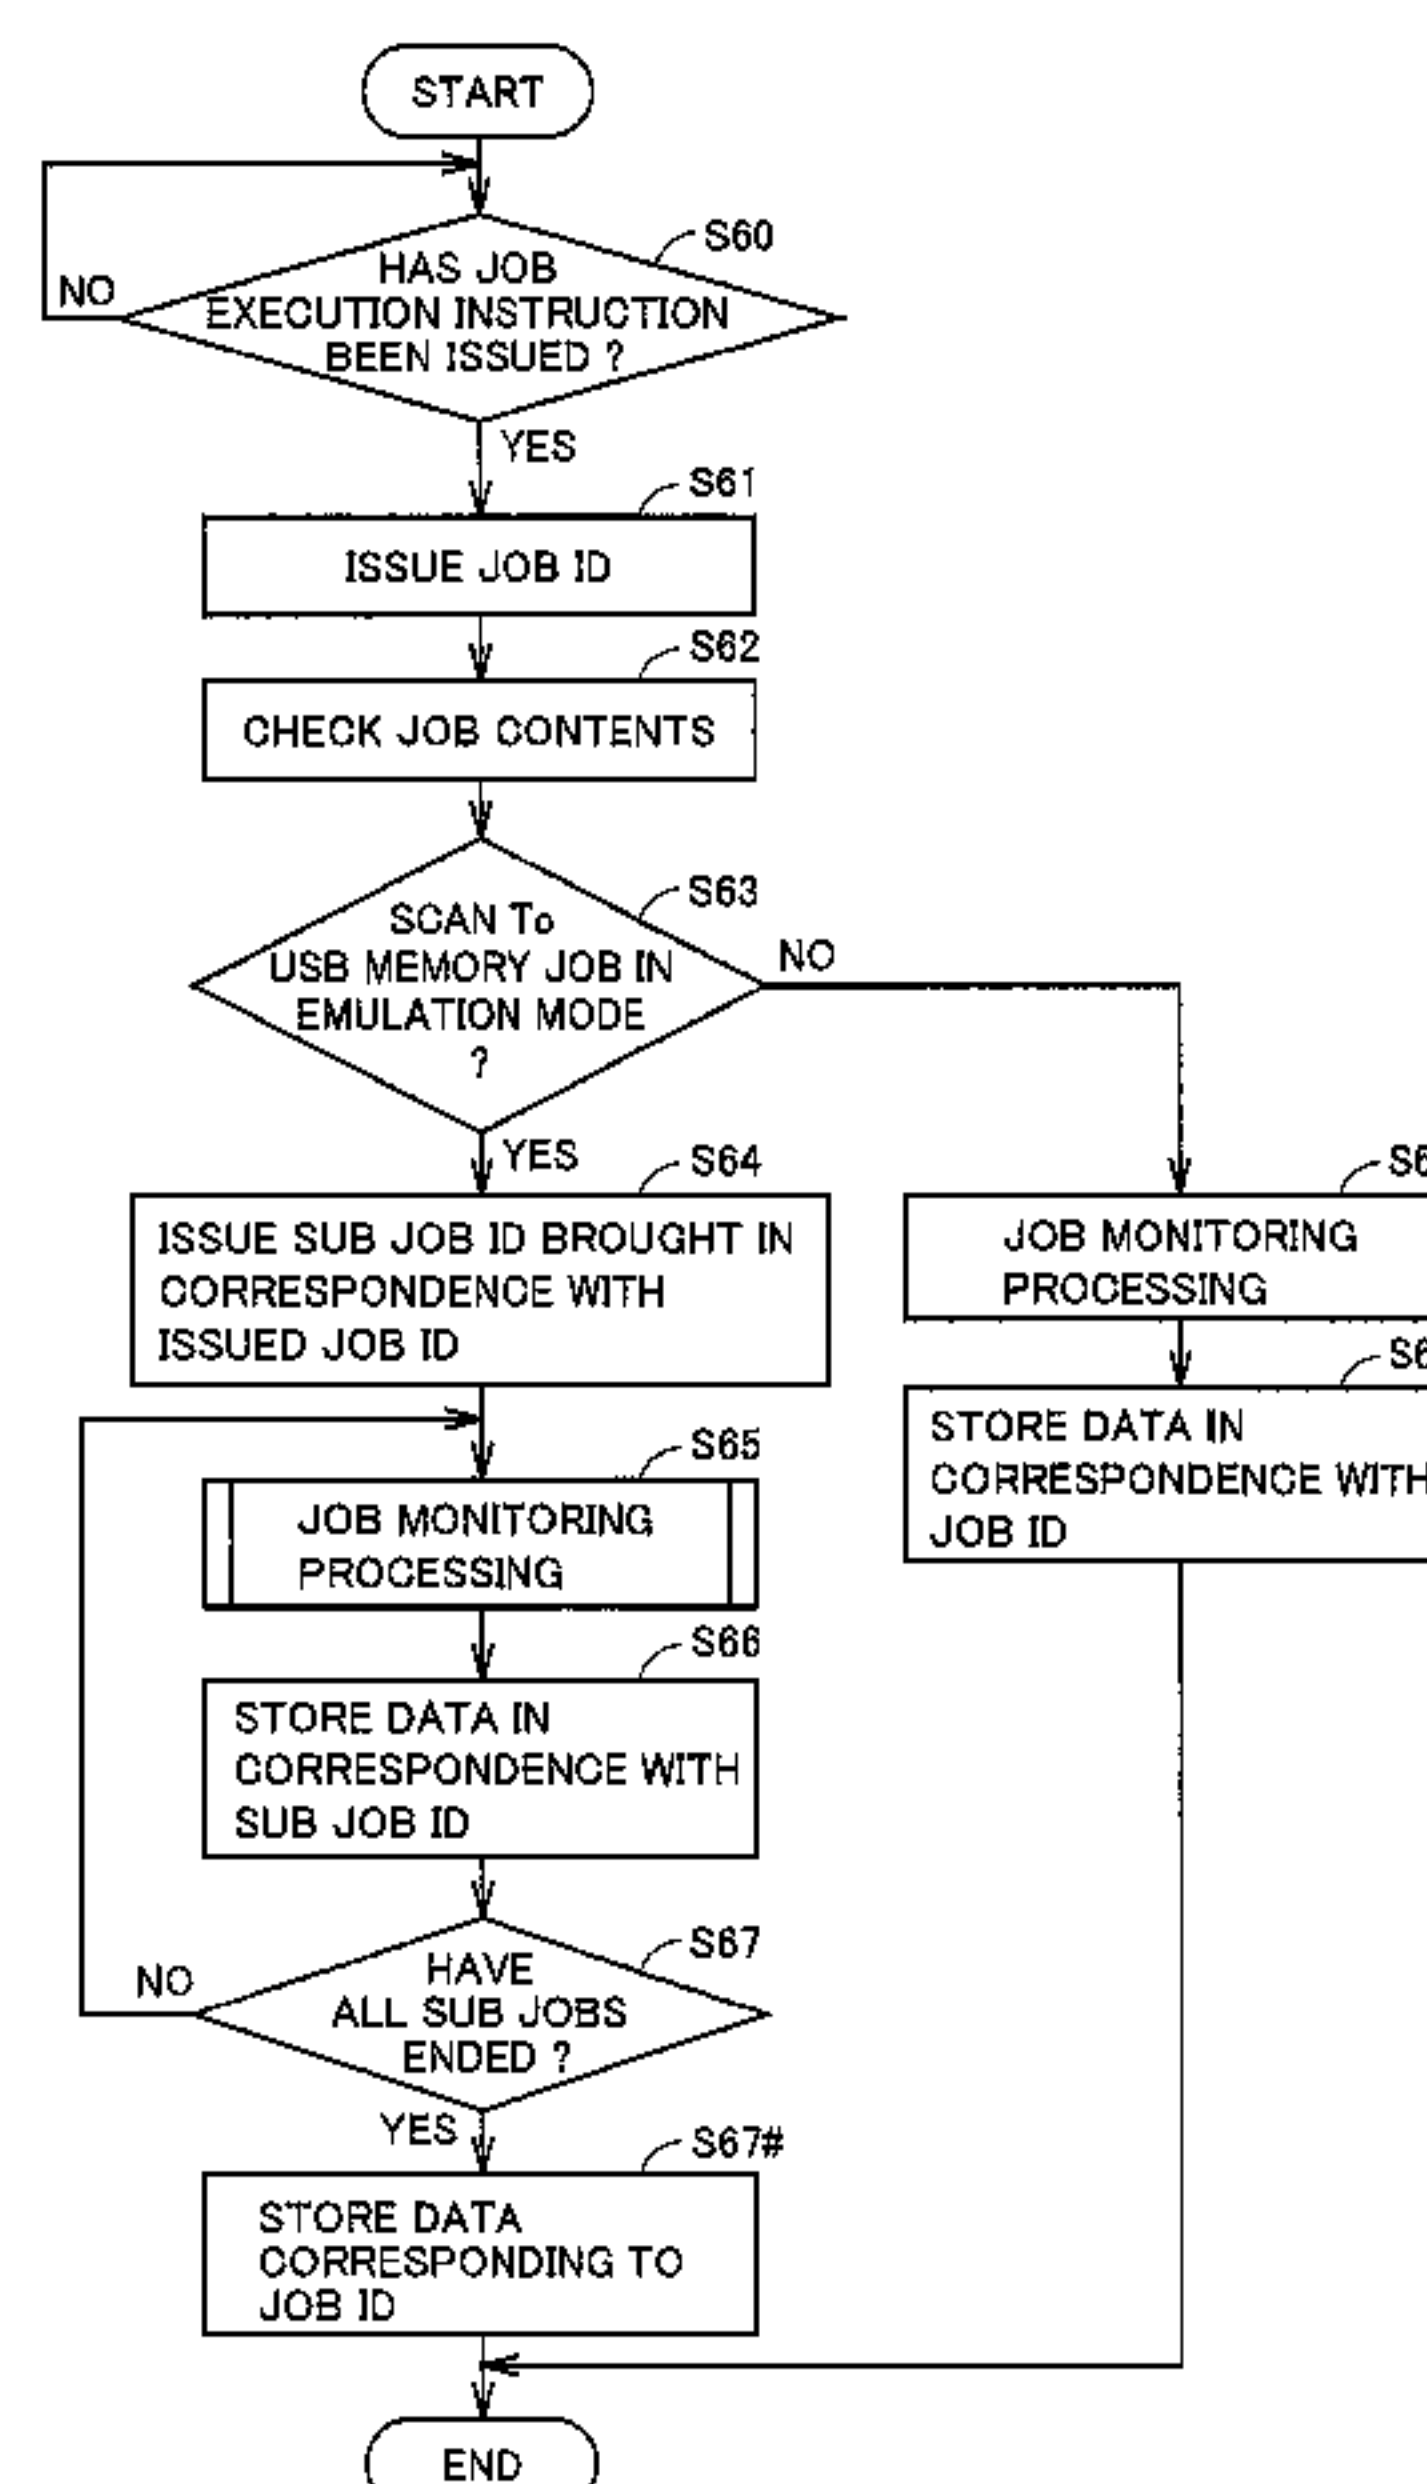 START
S60
HAS JOB
EXECUTION INSTRUCTION
BEEN ISSUED ?
NO
YES
S61
ISSUE JOB ID
S62
CHECK JOB CONTENTS
S63
SCAN To
USB MEMORY JOB IN
EMULATION MODE
?
NO
YES
S64
ISSUE SUB JOB ID BROUGHT IN
CORRESPONDENCE WITH
ISSUED JOB ID
JOB MONITORING
PROCESSING
STORE DATA IN
CORRESPONDENCE WITH
JOB ID
S65
JOB MONITORING
PROCESSING
S66
STORE DATA IN
CORRESPONDENCE WITH
SUB JOB ID
S67
HAVE
ALL SUB JOBS
ENDED ?
NO
YES
S67#
STORE DATA
CORRESPONDING TO
JOB ID
END